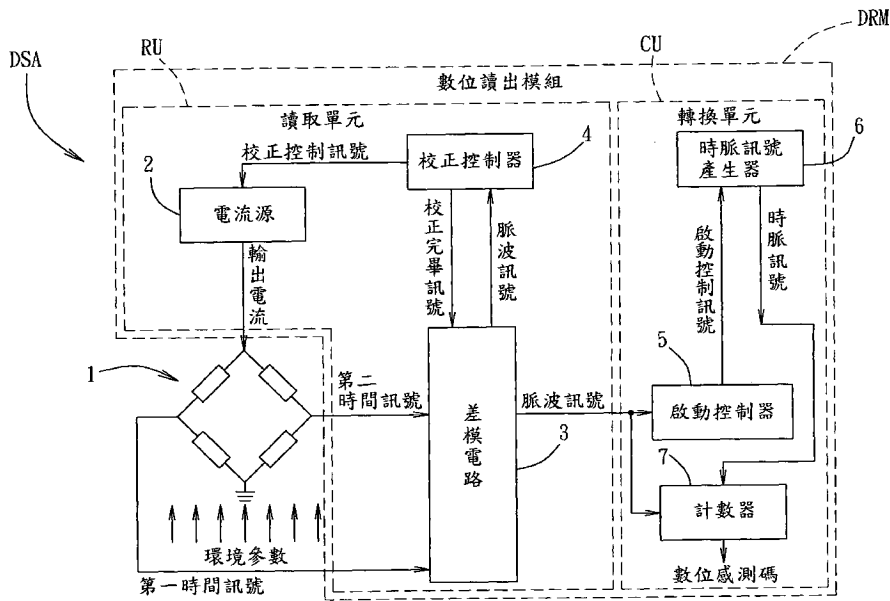 DRM
RU
CU
DSA
數位讀出模組
讀取單元
轉換單元
校正控制訊號
4
校正控制器
時脈訊號
產生器
6
2
電流源
校正完畢訊號
脈波訊號
啟動控制訊號
時脈訊號
輸出電流
1
第二
時間訊號
差模電路
脈波訊號
3
5
啟動控制器
7
計數器
環境參數
第一時間訊號
數位感測碼